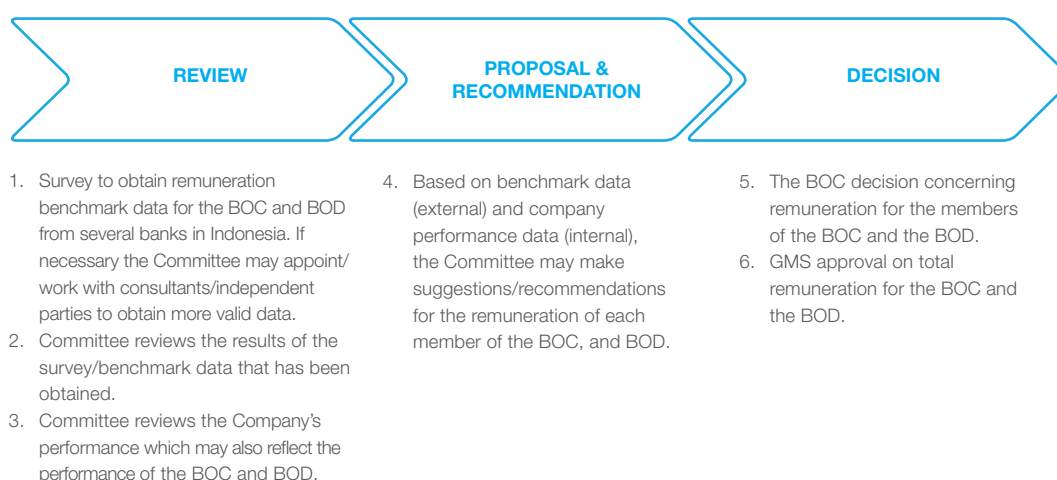 REVIEW
PROPOSAL &
RECOMMENDATION
DECISION
1. Survey to obtain remuneration
benchmark data for the BOC and BOD
from several banks in Indonesia. If
necessary the Committee may appoint/
work with consultants/independent
parties to obtain more valid data.
2. Committee reviews the results of the
survey/benchmark data that has been
obtained.
3. Committee reviews the Company's
performance which may also reflect the
performance of the BOC and BOD.
4. Based on benchmark data
(external) and company
performance data (internal),
the Committee may make
suggestions/recommendations
for the remuneration of each
member of the BOC, and BOD.
5. The BOC decision concerning
remuneration for the members
of the BOC and the BOD.
6. GMS approval on total
remuneration for the BOC and
the BOD.